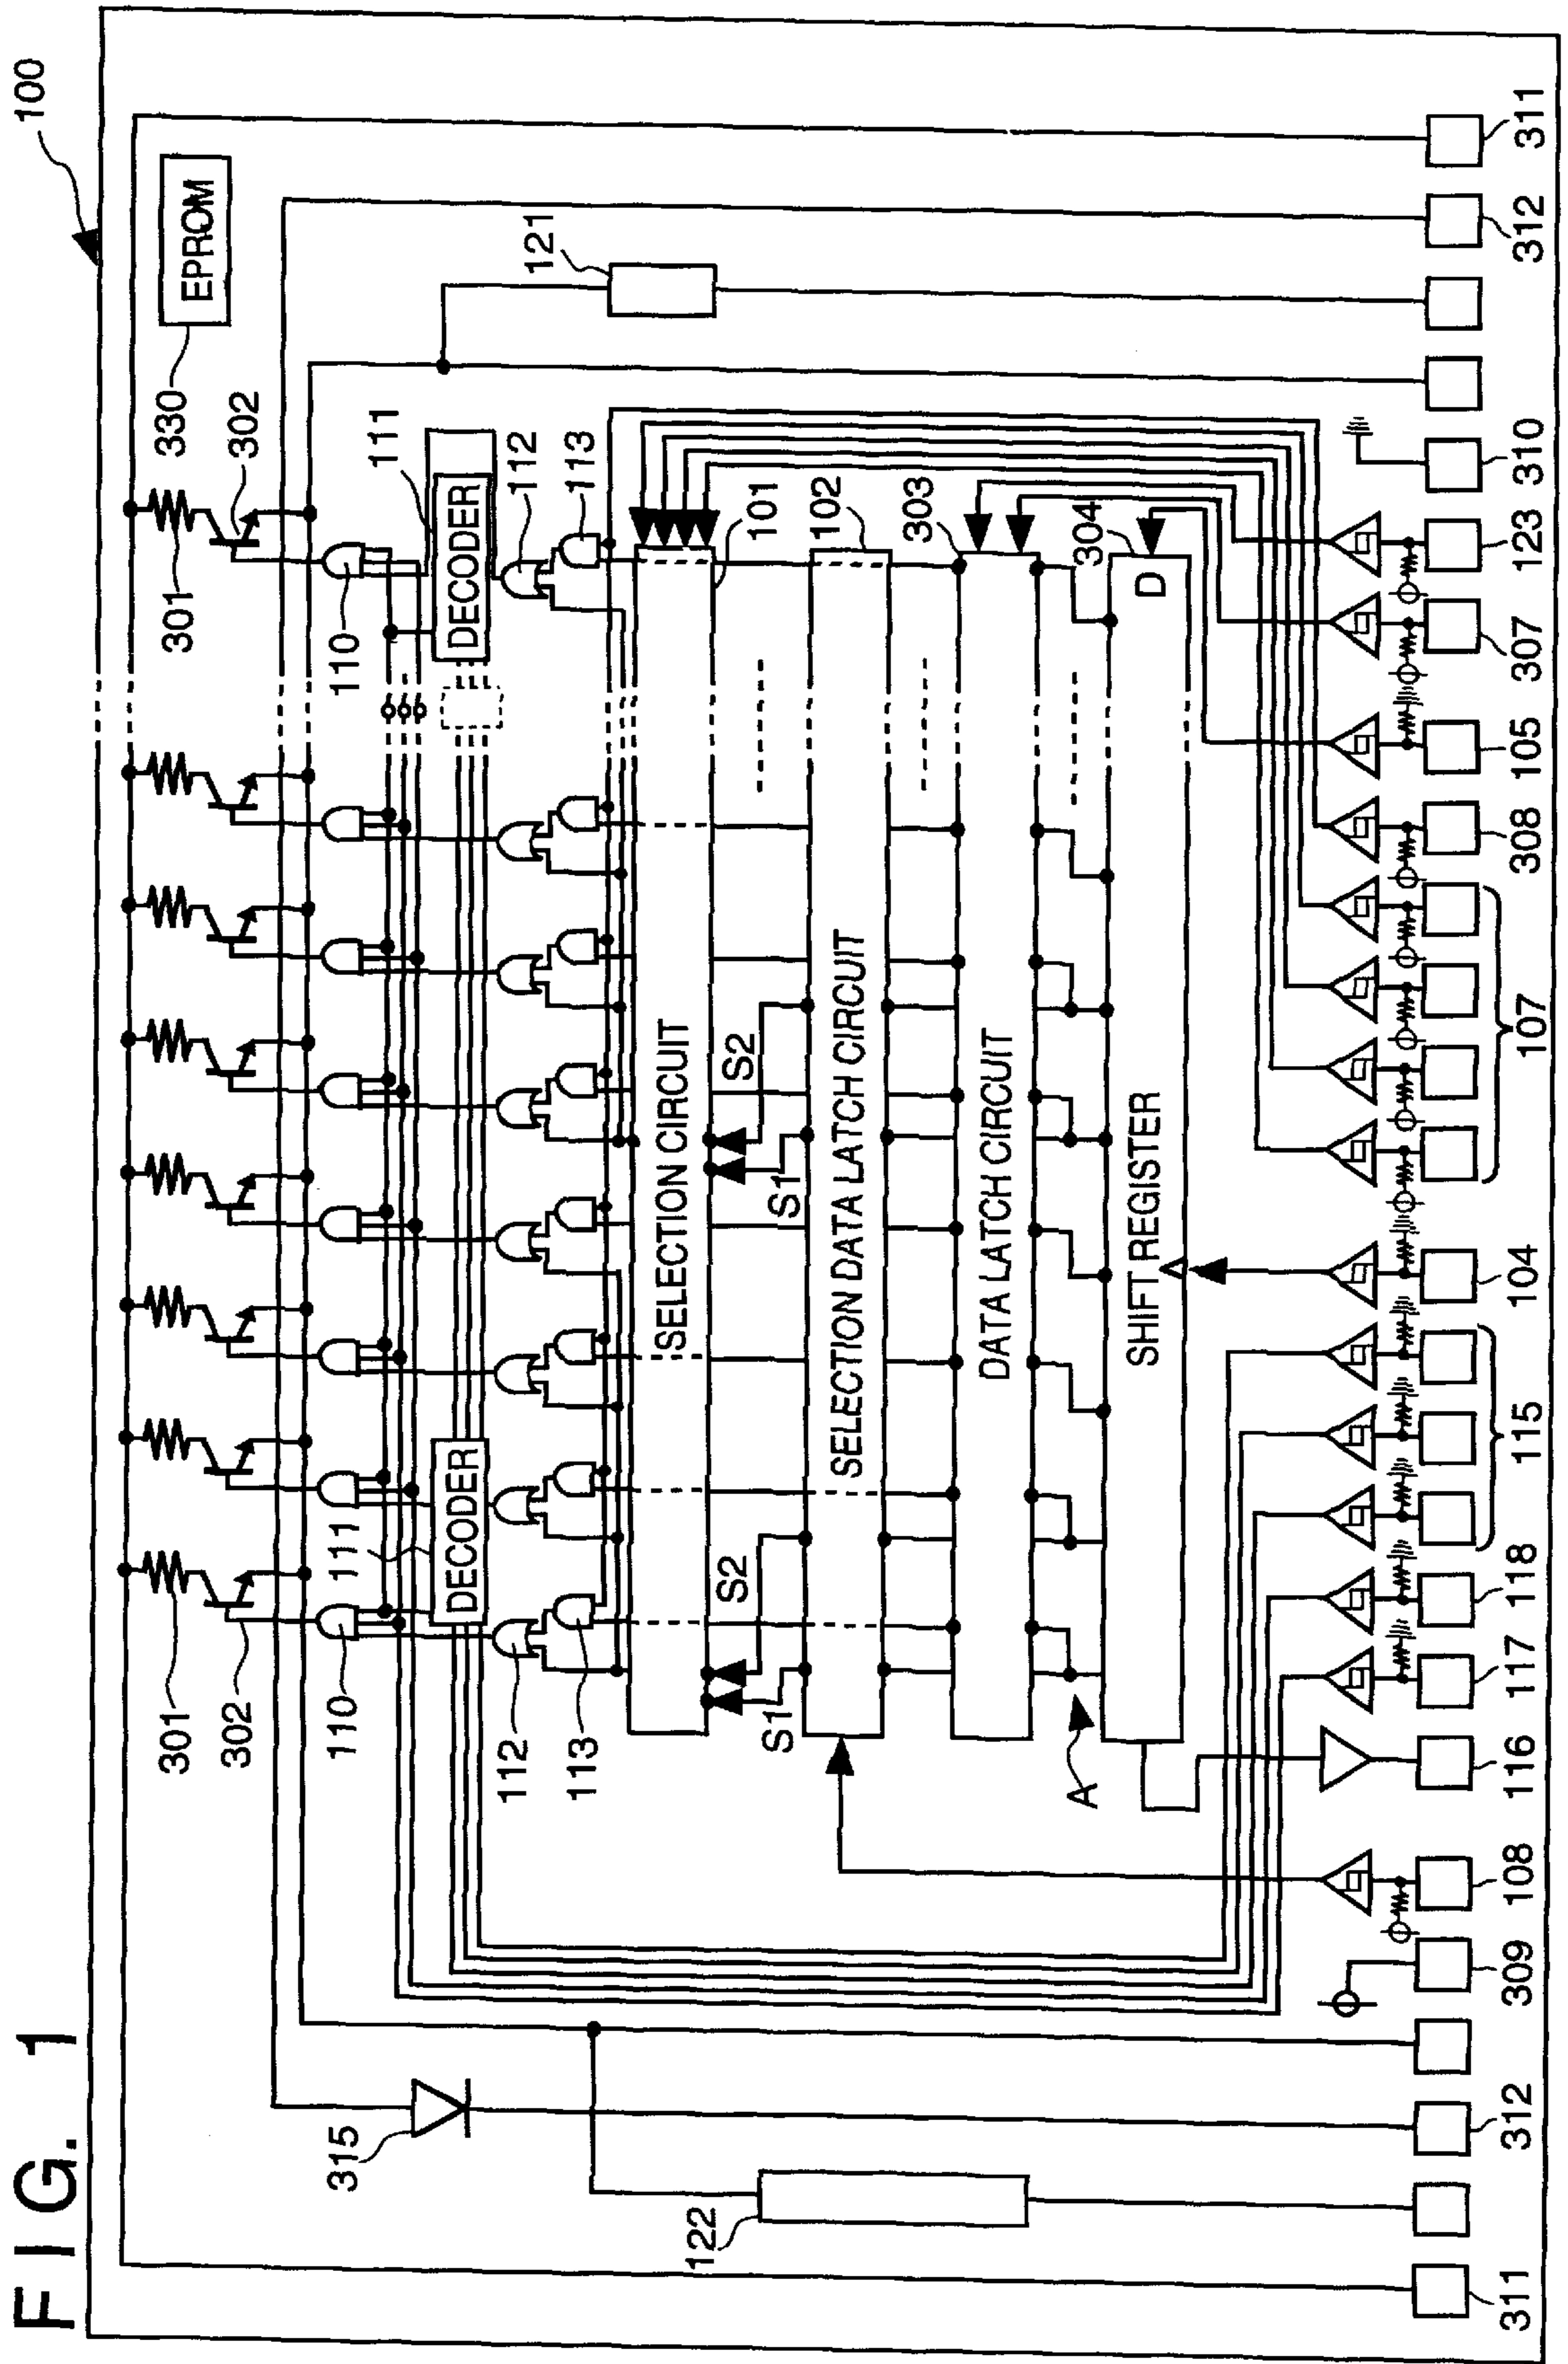 FIG. 1
100
311
312
121
EPROM
330
302
301
111
110
DECODER
112
113
101
102
303
304
D
310
123
307
105
308
107
104
115
118
117
116
108
309
312
311
SELECTION CIRCUIT
S2
S1
SELECTION DATA LATCH CIRCUIT
DATA LATCH CIRCUIT
SHIFT REGISTER
S2
S1
A
DECODER
111
301
302
110
112
113
315
122